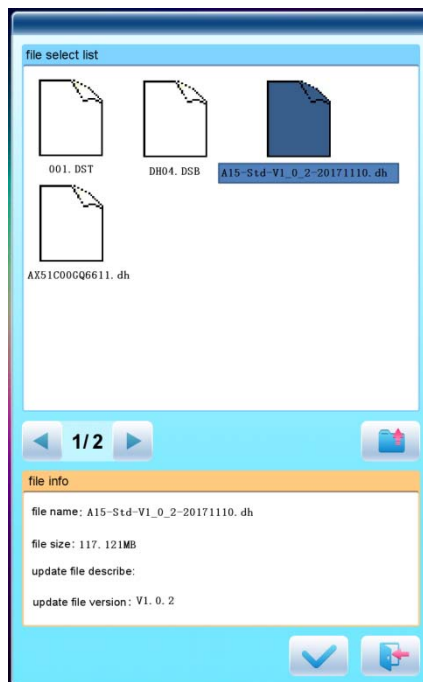 file select list
001. DST DH04. DSB A15-Std-V1_0_2-20171110. dh
AX51C00GQ6611. dh
1/2
file info
file name: A15-Std-V1_0_2-20171110. dh
file size: 117. 121MB
update file describe:
update file version: V1. 0. 2